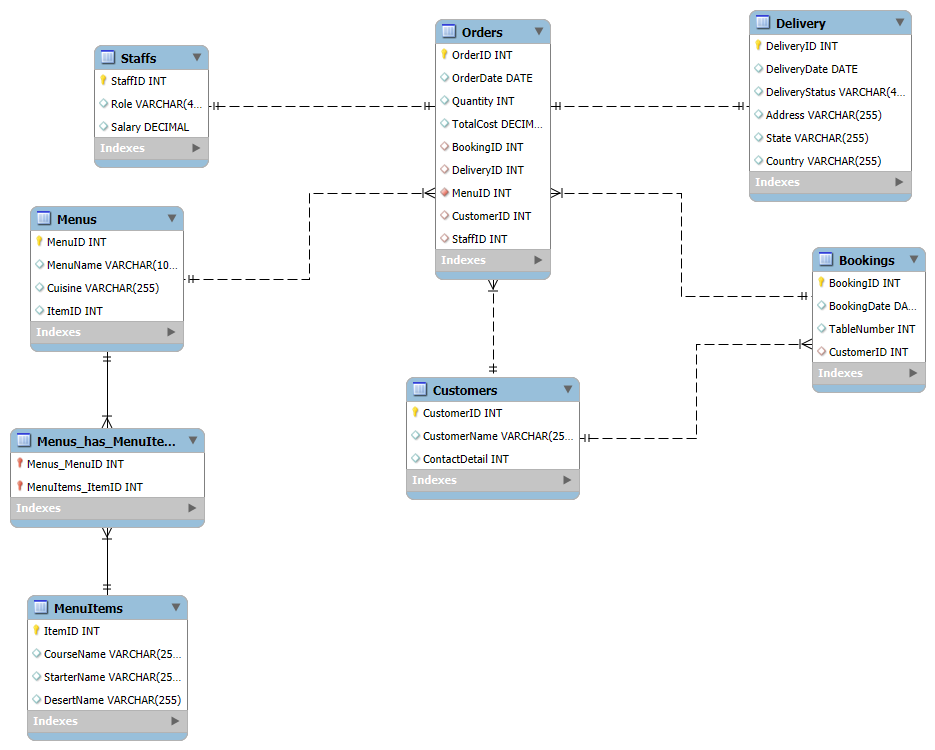 Staffs
StaffID INT
Role VARCHAR(4...
Salary DECIMAL
Indexes
Orders
OrderID INT
OrderDate DATE
Quantity INT
TotalCost DECIM...
BookingID INT
DeliveryID INT
MenuID INT
CustomerID INT
StaffID INT
Indexes
Delivery
DeliveryID INT
DeliveryDate DATE
DeliveryStatus VARCHAR(4...
Address VARCHAR(255)
State VARCHAR(255)
Country VARCHAR(255)
Indexes
Menus
MenuID INT
MenuName VARCHAR(10...
Cuisine VARCHAR(255)
ItemID INT
Indexes
Bookings
BookingID INT
BookingDate DA...
TableNumber INT
CustomerID INT
Indexes
Customers
CustomerID INT
CustomerName VARCHAR(25...
ContactDetail INT
Indexes
Menus_has_MenuIte...
Menus_MenuID INT
MenuItems_ItemID INT
Indexes
MenuItems
ItemID INT
CourseName VARCHAR(25...
StarterName VARCHAR(25...
DesertName VARCHAR(255)
Indexes